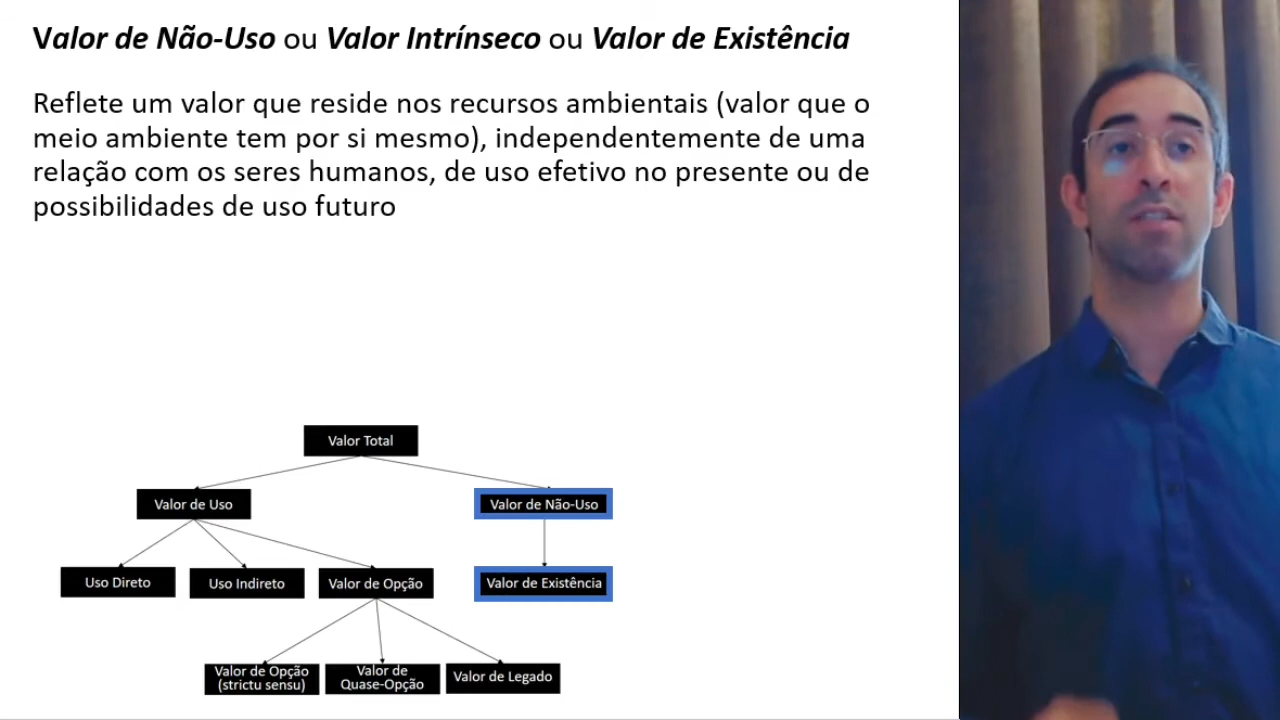 Valor de Não-Uso ou Valor Intrínseco ou Valor de Existência
Reflete um valor que reside nos recursos ambientais (valor que o
meio ambiente tem por si mesmo), independentemente de uma
relação com os seres humanos, de uso efetivo no presente ou de
possibilidades de uso futuro
Valor Total
Valor de Uso
Valor de Não-Uso
Uso Direto
Uso Indireto
Valor de Opção
Valor de Existência
Valor de Opção
(strictu sensu)
Valor de
Quase-Opção
Valor de Legado